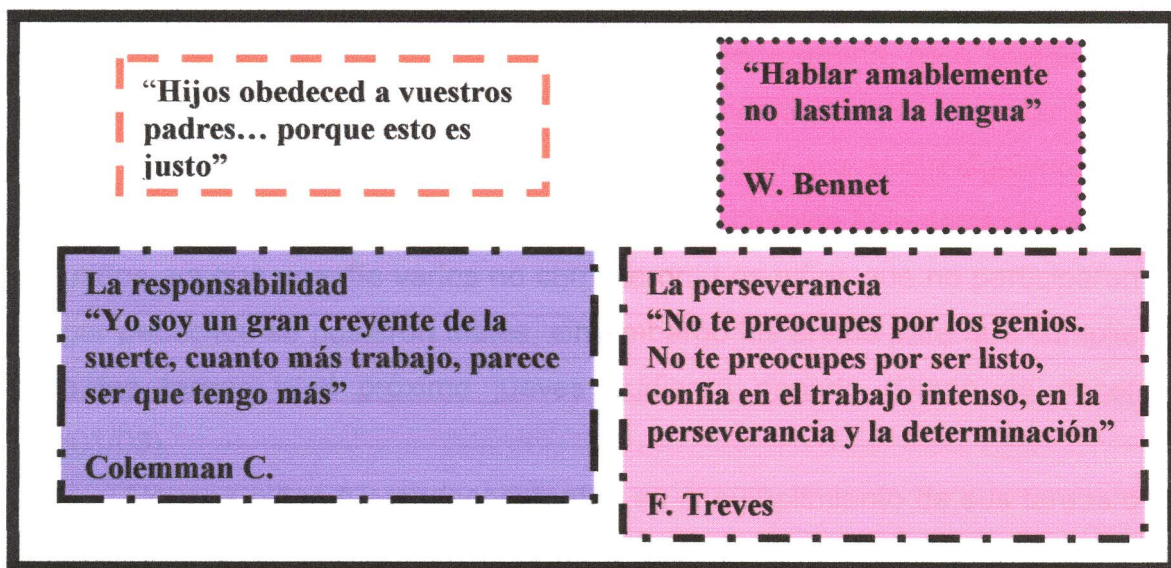 “Hijos obedeced a vuestros
padres… porque esto es
justo”
“Hablar amablemente
no lastima la lengua”
W. Bennet
La responsabilidad
“Yo soy un gran creyente de la
suerte, cuanto más trabajo, parece
ser que tengo más”
Colemman C.
La perseverancia
“No te preocupes por los genios.
No te preocupes por ser listo,
confía en el trabajo intenso, en la
perseverancia y la determinación”
F. Treves